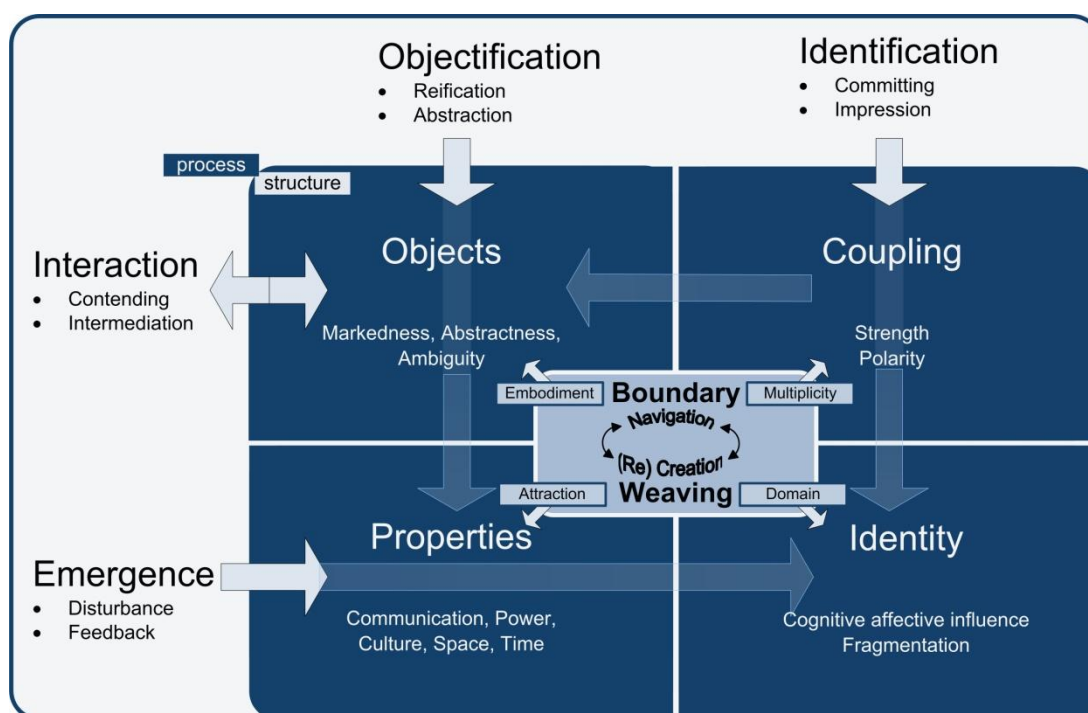 Objectification
• Reification
• Abstraction
Identification
• Committing
• Impression
process
structure
Interaction
• Contending
• Intermediation
Objects
Markedness, Abstractness,
Ambiguity
Coupling
Strength
Polarity
Embodiment
Boundary
Multiplicity
Navigation
(Re) Creation
Attraction
Weaving
Domain
Emergence
• Disturbance
• Feedback
Properties
Communication, Power,
Culture, Space, Time
Identity
Cognitive affective influence
Fragmentation